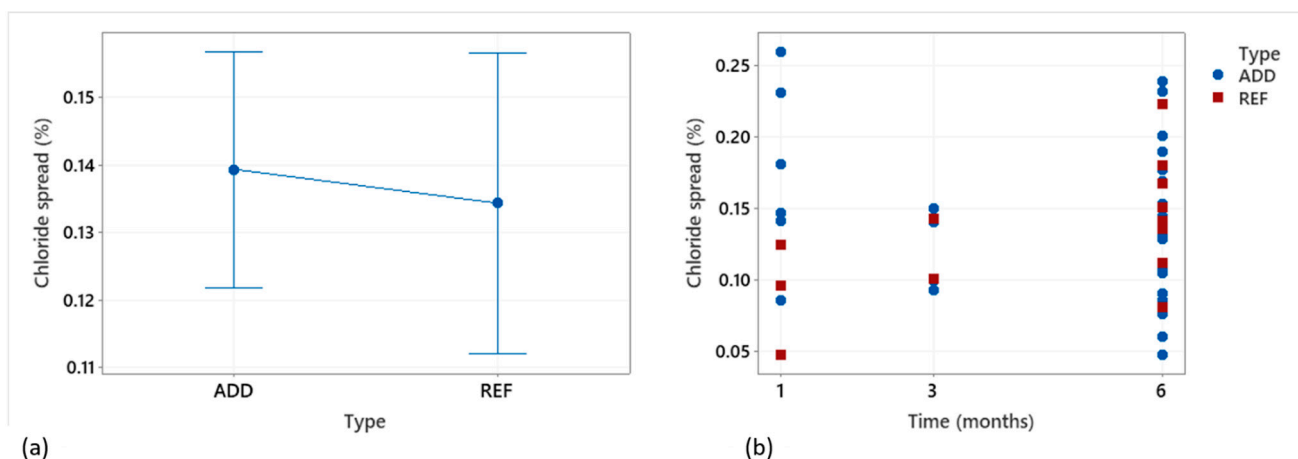 Chloride spread (%)
0.15
0.14
0.13
0.12
0.11
ADD
REF
Type
(a)
Chloride spread (%)
0.25
0.20
0.15
0.10
0.05
1
3
6
Time (months)
Type
ADD
REF
(b)